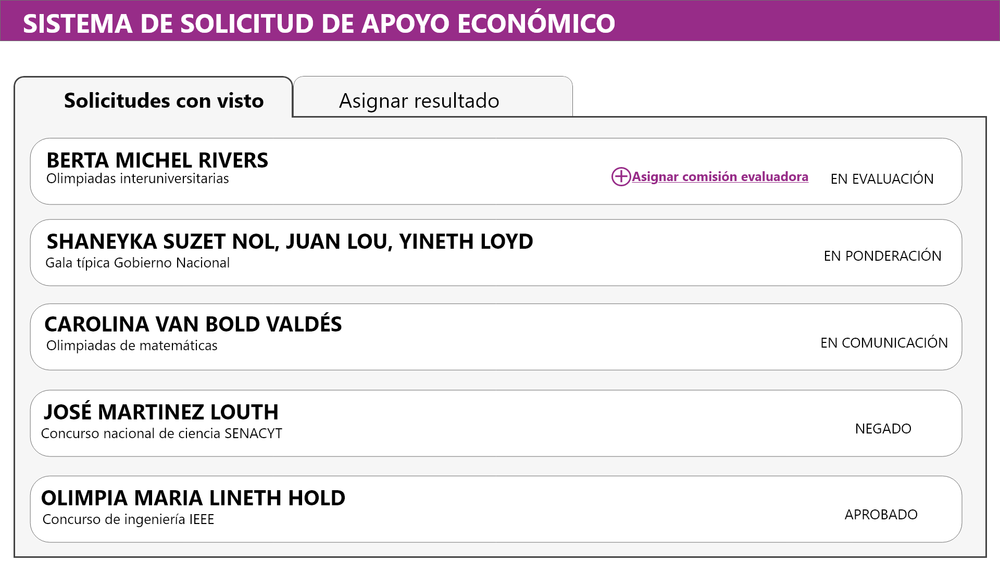 SISTEMA DE SOLICITUD DE APOYO ECONÓMICO
Solicitudes con visto
Asignar resultado
BERTA MICHEL RIVERS
Olimpiadas interuniversitarias
Asignar comisión evaluadora
EN EVALUACIÓN
SHANEYKA SUZET NOL, JUAN LOU, YINETH LOYD
Gala típica Gobierno Nacional
EN PONDERACIÓN
CAROLINA VAN BOLD VALDÉS
Olimpiadas de matemáticas
EN COMUNICACIÓN
JOSÉ MARTINEZ LOUTH
Concurso nacional de ciencia SENACYT
NEGADO
OLIMPIA MARIA LINETH HOLD
Concurso de ingeniería IEEE
APROBADO